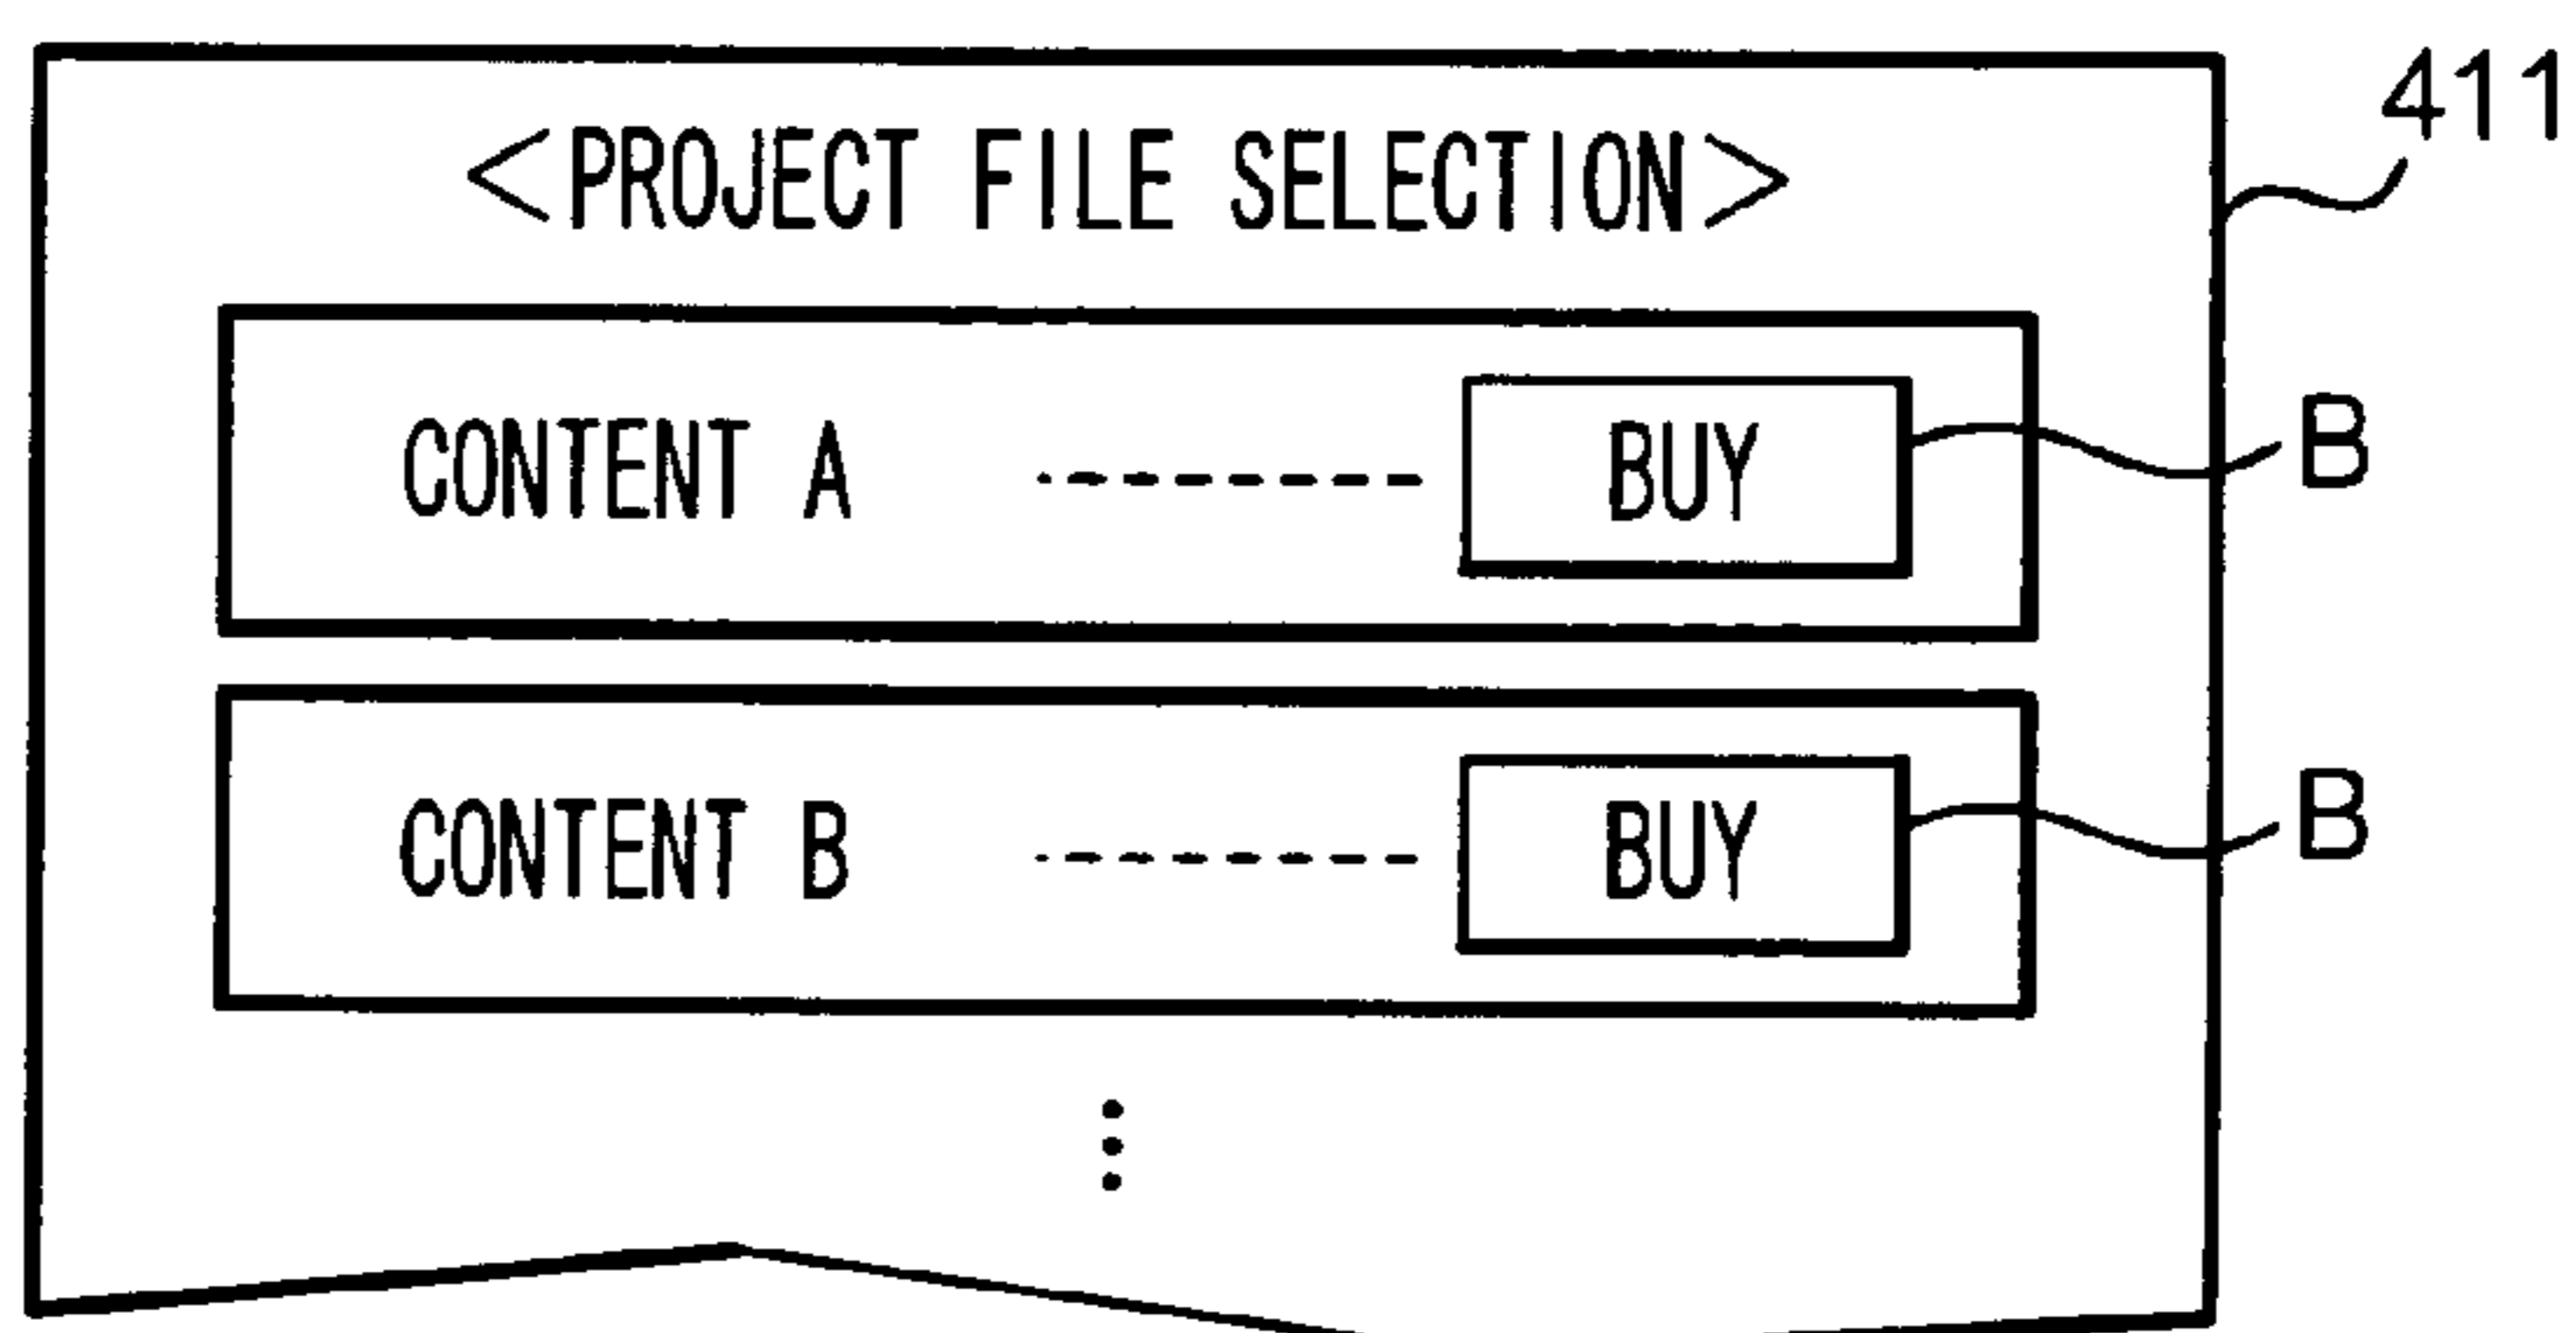 411
<PROJECT FILE SELECTION>
CONTENT A -------- BUY B
CONTENT B -------- BUY B